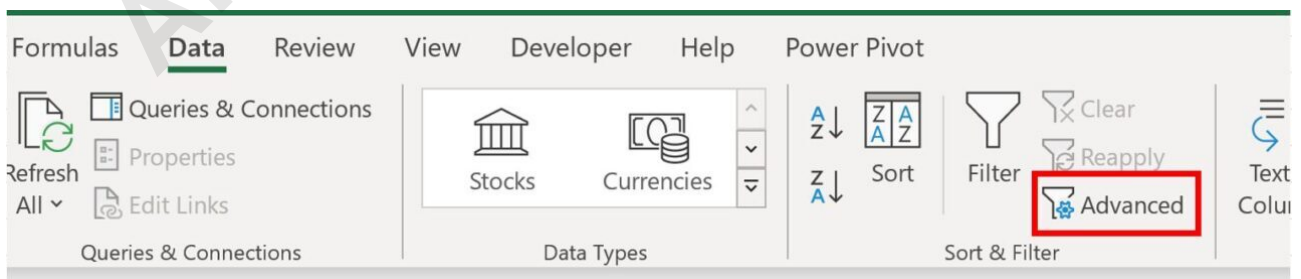 Formulas Data Review View Developer Help Power Pivot
Queries & Connections
Properties
Edit Links
Refresh
All
Queries & Connections
Stocks
Currencies
Data Types
Sort
Filter
Clear
Reapply
Advanced
Sort & Filter
Text